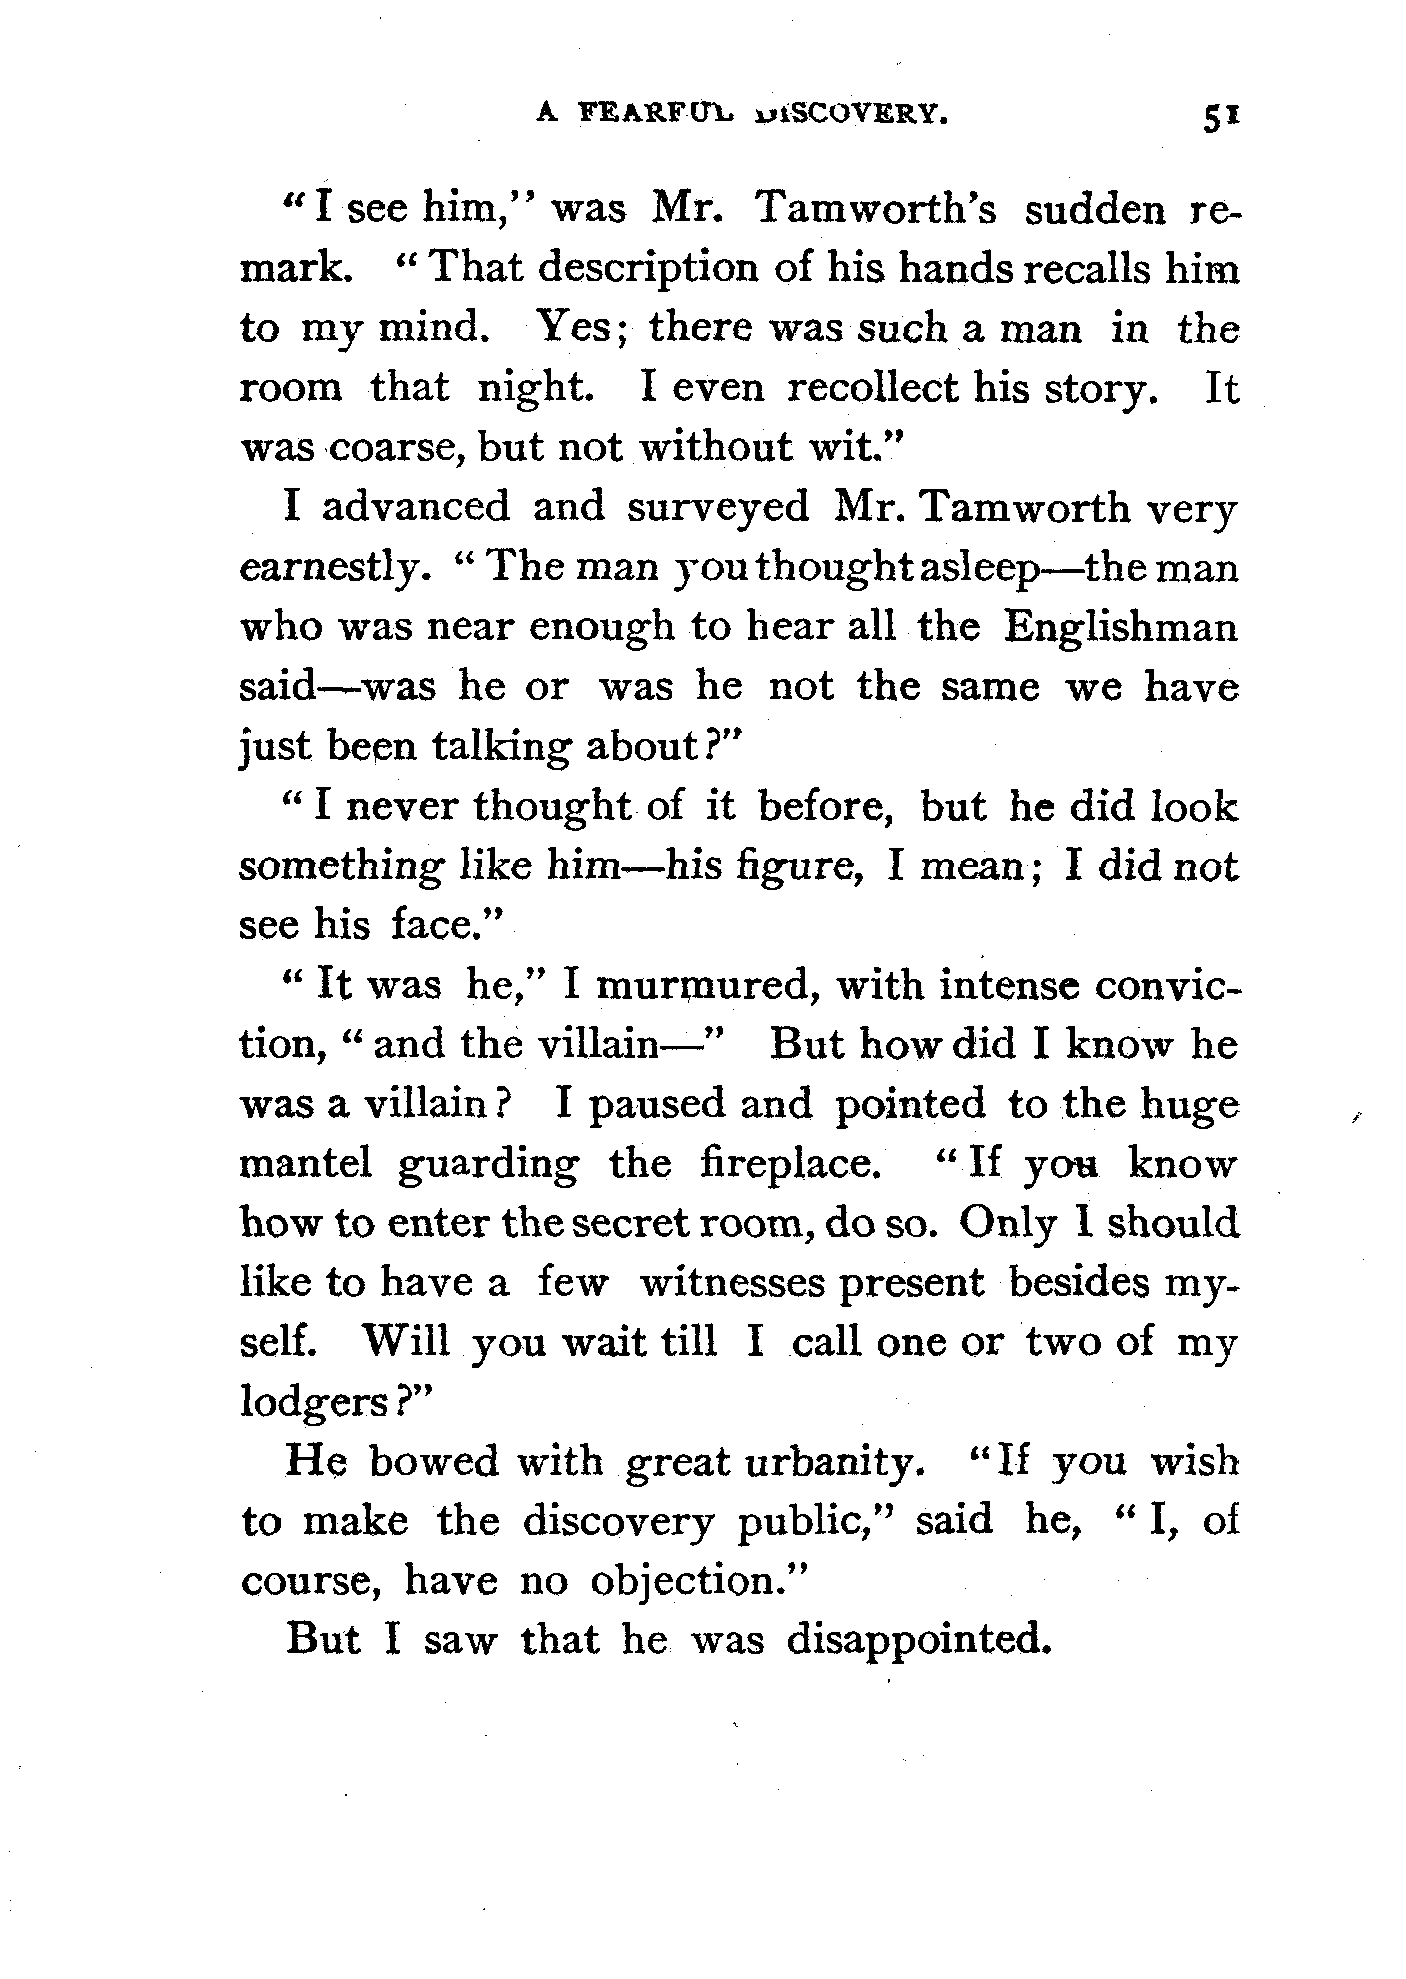 A FEARFUL DISCOVERY. 51
"I see him," was Mr. Tamworth's sudden re-
mark. "That description of his hands recalls him
to my mind. Yes; there was such a man in the
room that night. I even recollect his story. It
was coarse, but not without wit."
I advanced and surveyed Mr. Tamworth very
earnestly. "The man you thought asleep—the man
who was near enough to hear all the Englishman
said—was he or was he not the same we have
just been talking about?"
"I never thought of it before, but he did look
something like him—his figure, I mean; I did not
see his face."
"It was he," I murmured, with intense convic-
tion, "and the villain—" But how did I know he
was a villain? I paused and pointed to the huge
mantel guarding the fireplace. "If you know
how to enter the secret room, do so. Only I should
like to have a few witnesses present besides my-
self. Will you wait till I call one or two of my
lodgers?"
He bowed with great urbanity. "If you wish
to make the discovery public," said he, "I, of
course, have no objection."
But I saw that he was disappointed.